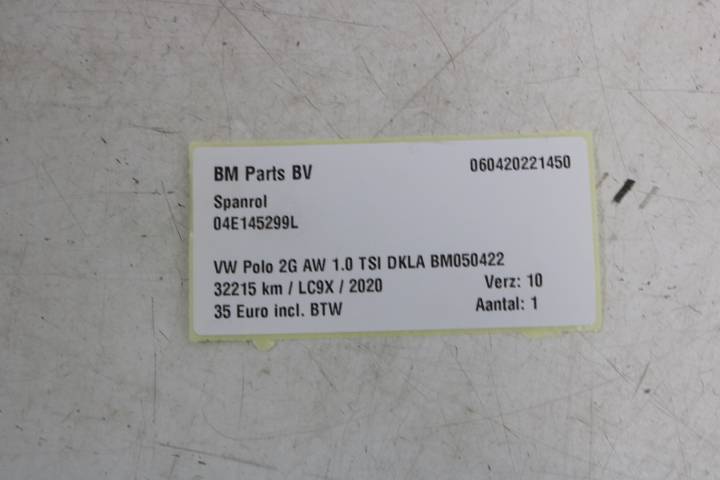 BM Parts BV 060420221450
Spanrol
04E145299L
VW Polo 2G AW 1.0 TSI DKLA BM050422
32215 km / LC9X / 2020 Verz: 10
35 Euro incl. BTW Aantal: 1